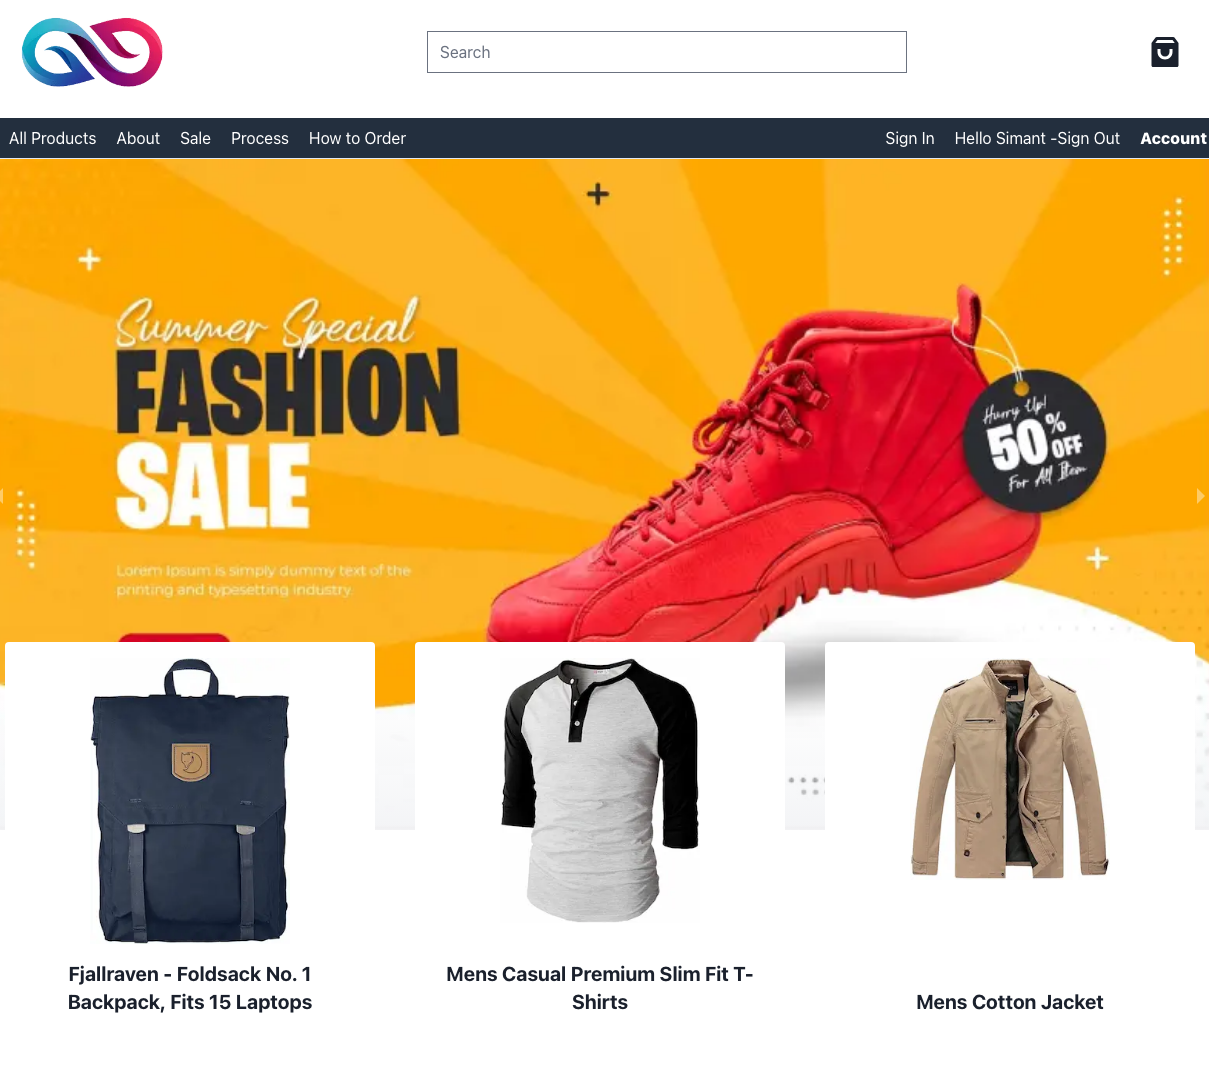 Search
All Products About Sale Process How to Order
Sign In Hello Simant -Sign Out Account
Summer Special
FASHION
SALE
Lorem Ipsum is simply dummy text of the
printing and typesetting industry.
Hurry Up!
50% OFF
For All Item
Fjallraven - Foldsack No. 1
Backpack, Fits 15 Laptops
Mens Casual Premium Slim Fit T-
Shirts
Mens Cotton Jacket